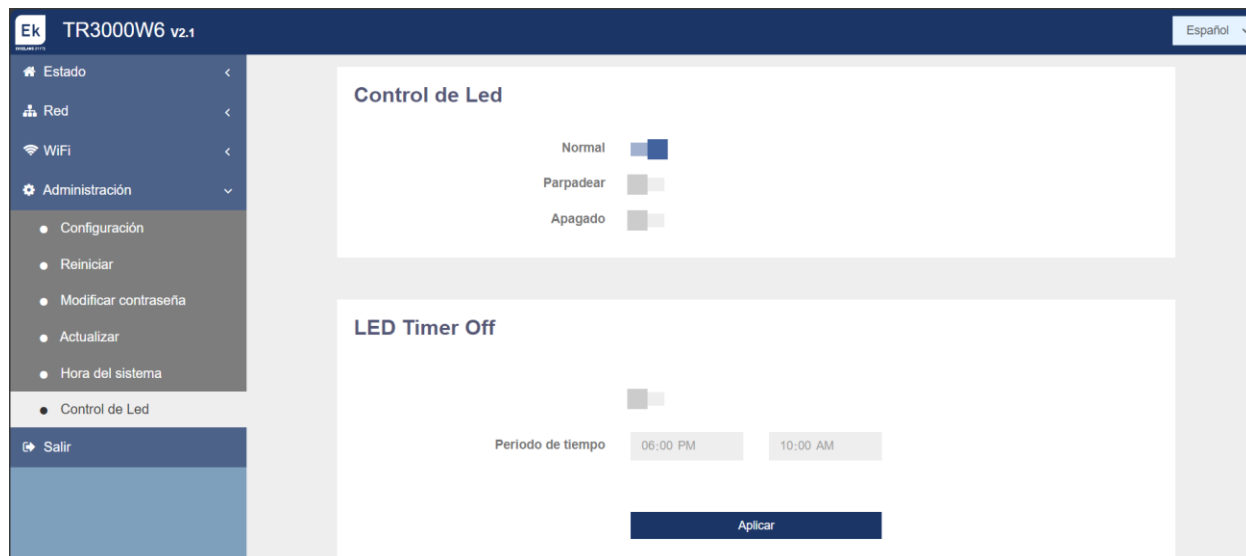 Ek TR3000W6 V2.1
Español
Estado
Red
WiFi
Administración
Configuración
Reiniciar
Modificar contraseña
Actualizar
Hora del sistema
Control de Led
Salir
Control de Led
Normal
Parpadear
Apagado
LED Timer Off
Periodo de tiempo 06:00 PM 10:00 AM
Aplicar